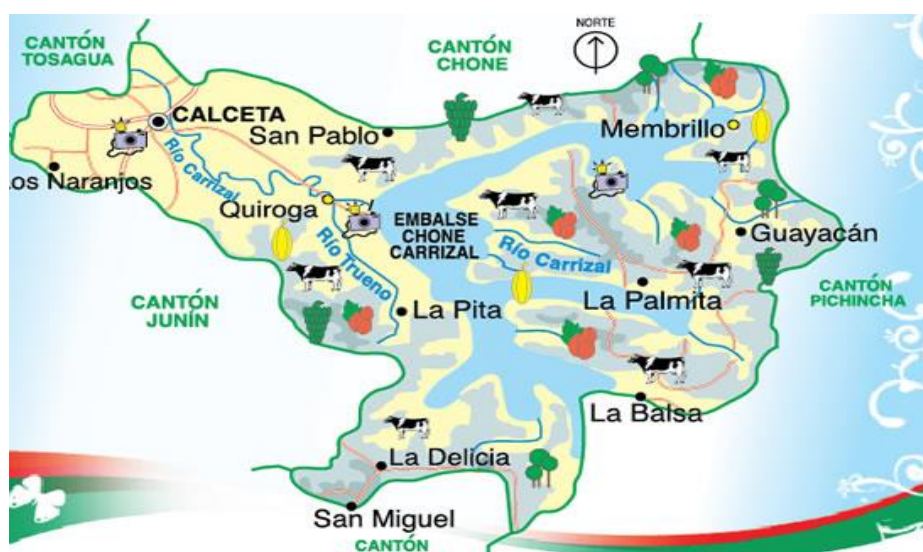 NORTE
CANTÓN
TOSAGUA
CANTÓN
CHONE
CALCETA
San Pablo
Membrillo
Los Naranjos
Río Carrizal
Quiroga
EMBALSE
CHONE
CARRIZAL
Río Carrizal
Guayacán
Río Trueno
CANTÓN
JUNÍN
La Pita
La Palmita
CANTÓN
PICHINCHA
La Balsa
La Delicia
San Miguel
CANTÓN